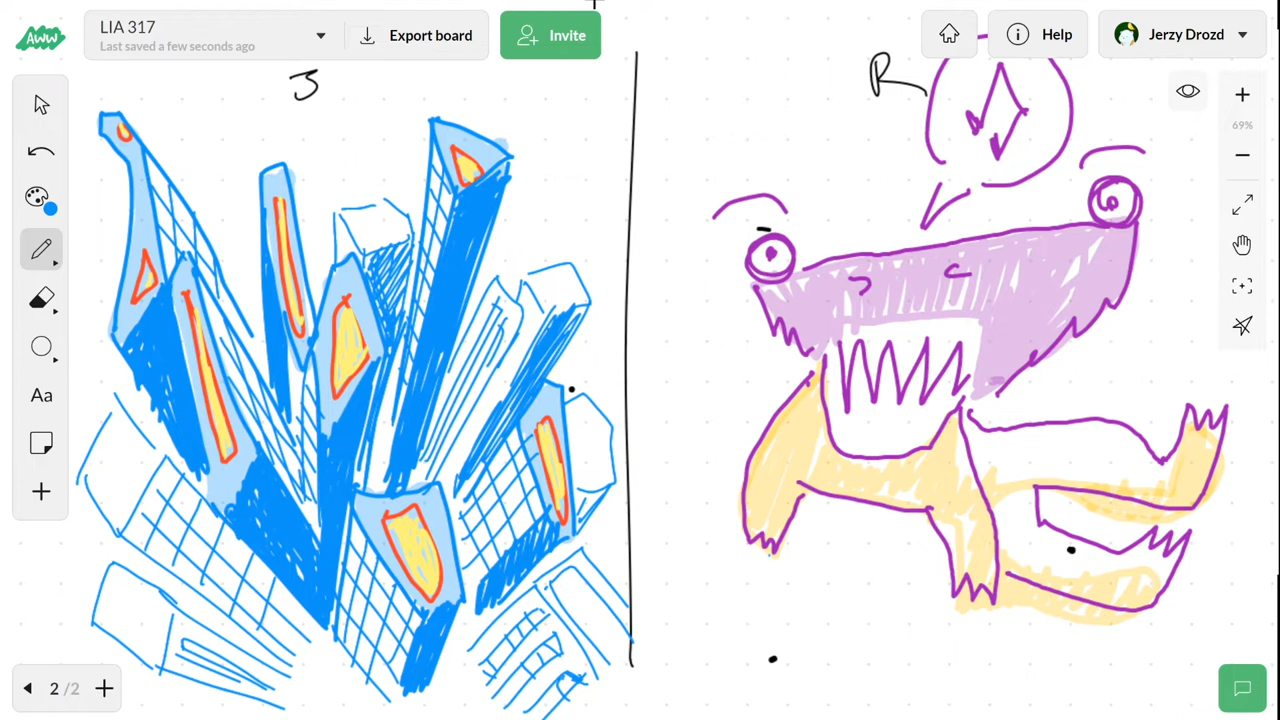 AWW
LIA 317
Last saved a few seconds ago
Export board
Invite
Help
Jerzy Drozd
J
R
69%
Aa
2 /2